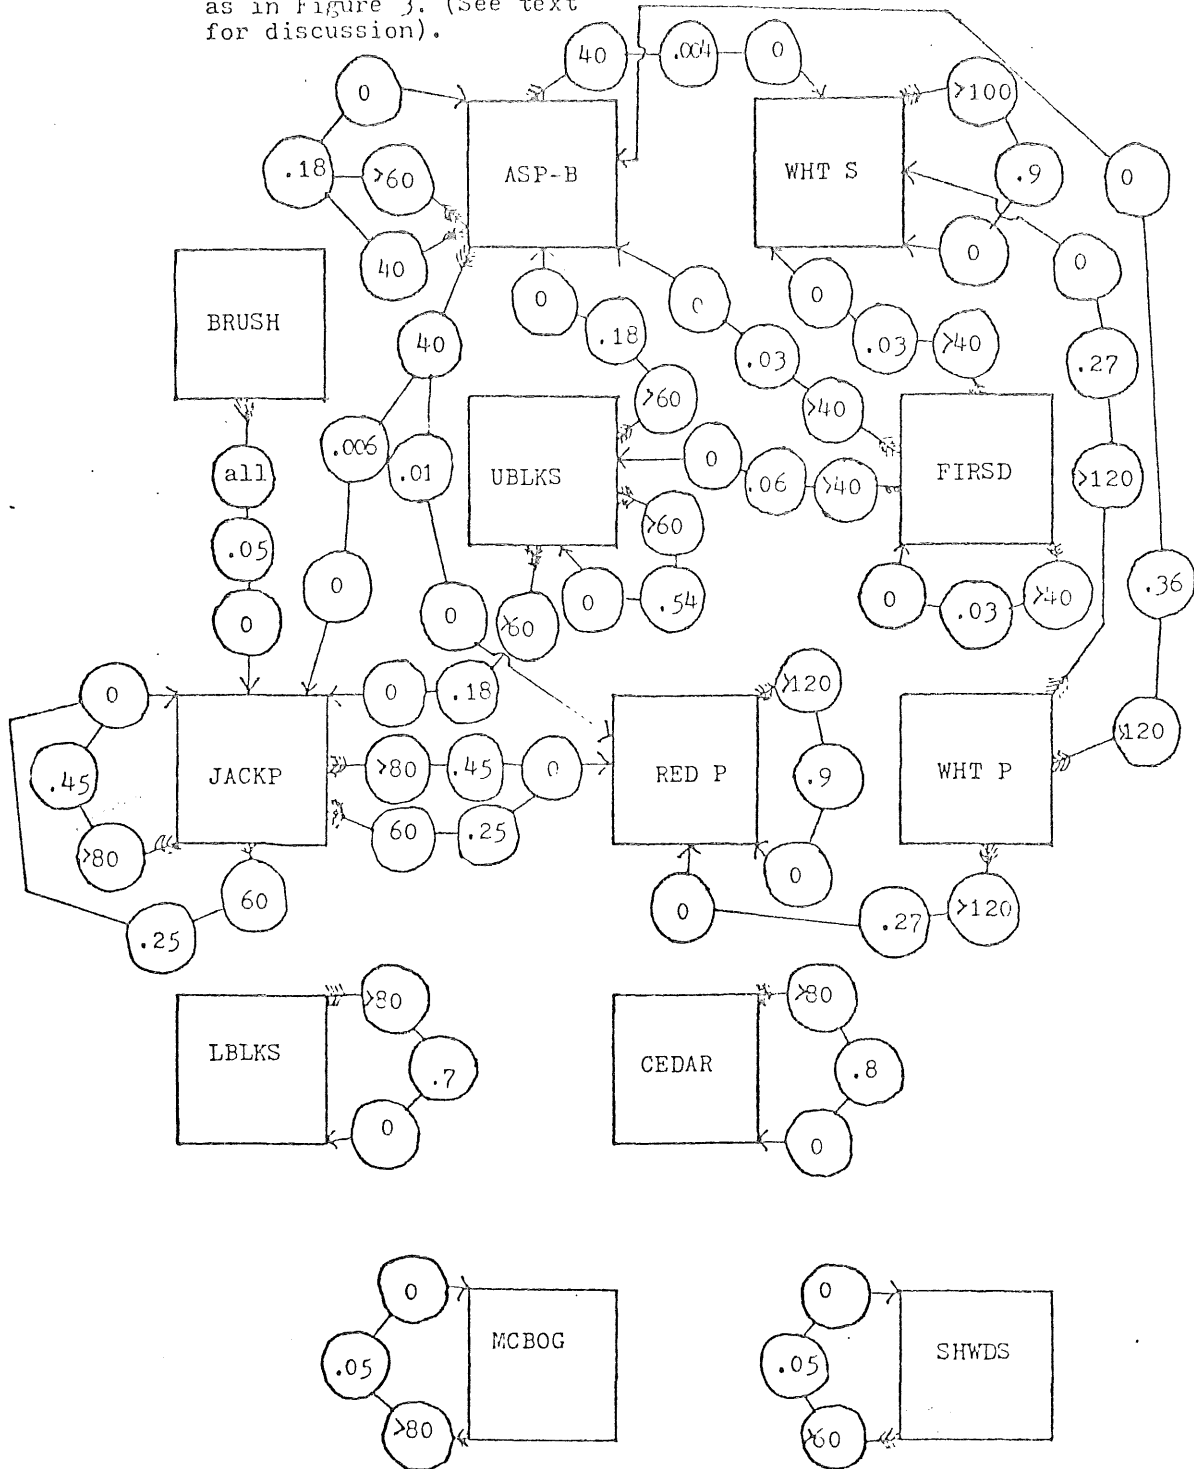 as in Figure 3. (See text
for discussion).
40 .004 0
0
>100
.18 >60
ASP-B
WHT S
.9
0
40
0
0
BRUSH
0
0
0
40
.18
.03
.03 >40
.27
>60
>40
.006
.01
UBLKS
0 .06 >40
FIRSD
>120
all
>60
.05
0
0 .54
0 .03 >40
.36
0
0
>60
0
0 .18
>120
>120
.45
JACKP
>80 .45 0
RED P
.9
WHT P
>80
60 .25
0
60
0
.27 >120
.25
LBLKS
>80
.7
0
CEDAR
>80
.8
0
0
.05
>80
MCBOG
0
.05
>60
SHWDS